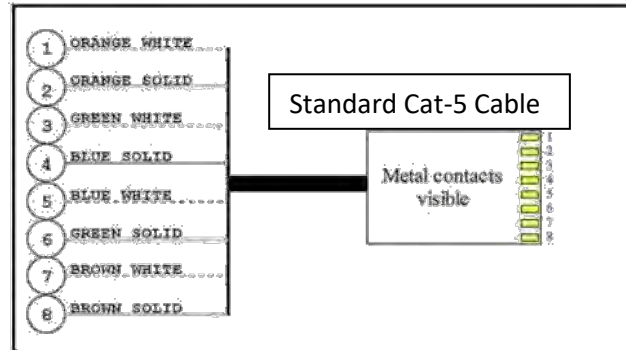 1 ORANGE WHITE
2 ORANGE SOLID
3 GREEN WHITE
4 BLUE SOLID
5 BLUE WHITE
6 GREEN SOLID
7 BROWN WHITE
8 BROWN SOLID
Standard Cat-5 Cable
Metal contacts
visible
1
2
3
4
5
6
7
8